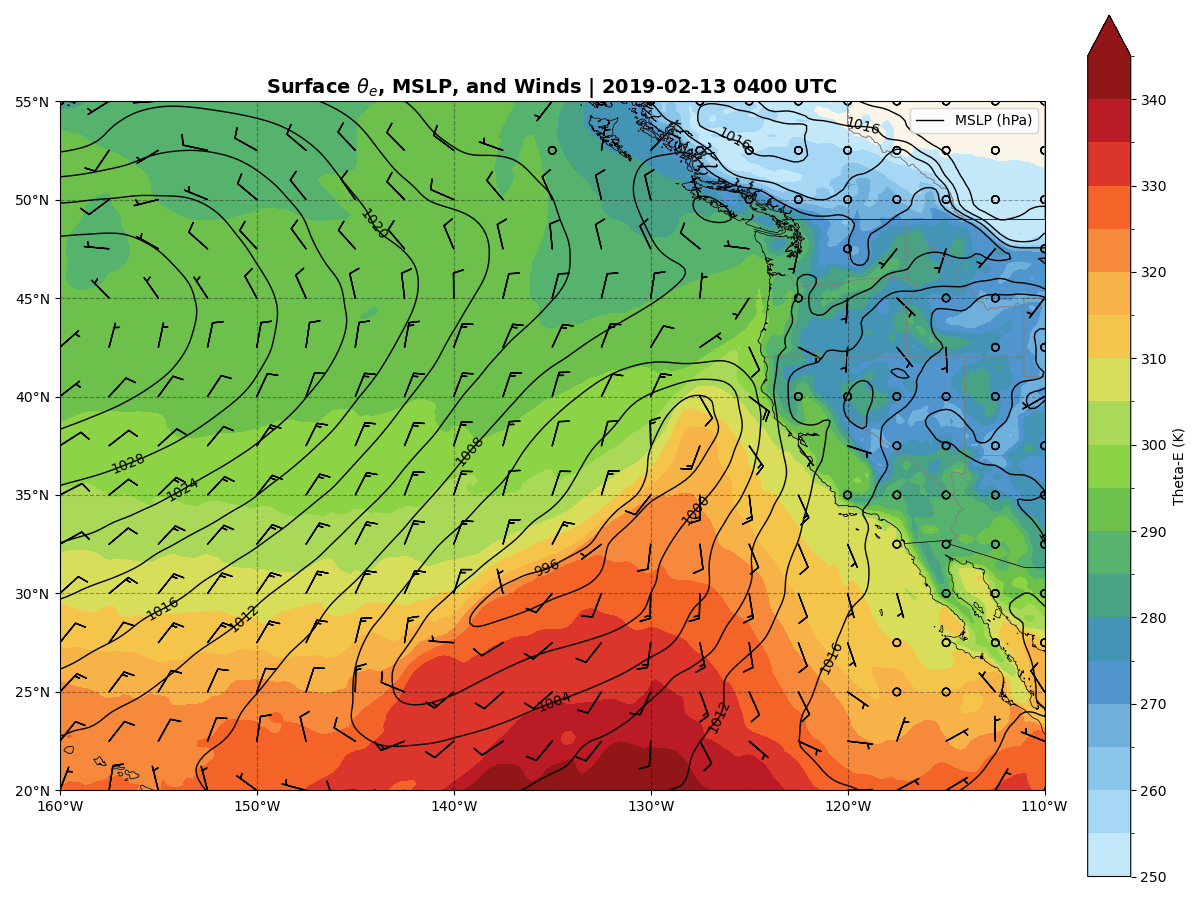 Surface θₑ, MSLP, and Winds | 2019-02-13 0400 UTC
MSLP (hPa)
55°N
50°N
45°N
40°N
35°N
30°N
25°N
20°N
160°W
150°W
140°W
130°W
120°W
110°W
1016
1016
1020
1028
1024
1008
1000
996
1016
1012
1016
1004
1012
340
330
320
310
300
290
280
270
260
250
Theta-E (K)